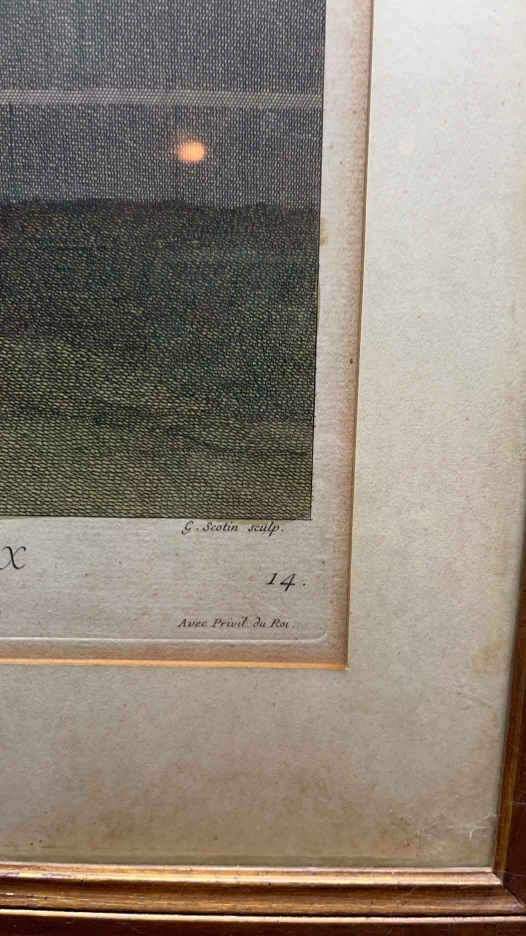 G. Scotin sculp.
x
14.
Avec Privil. du Roi.